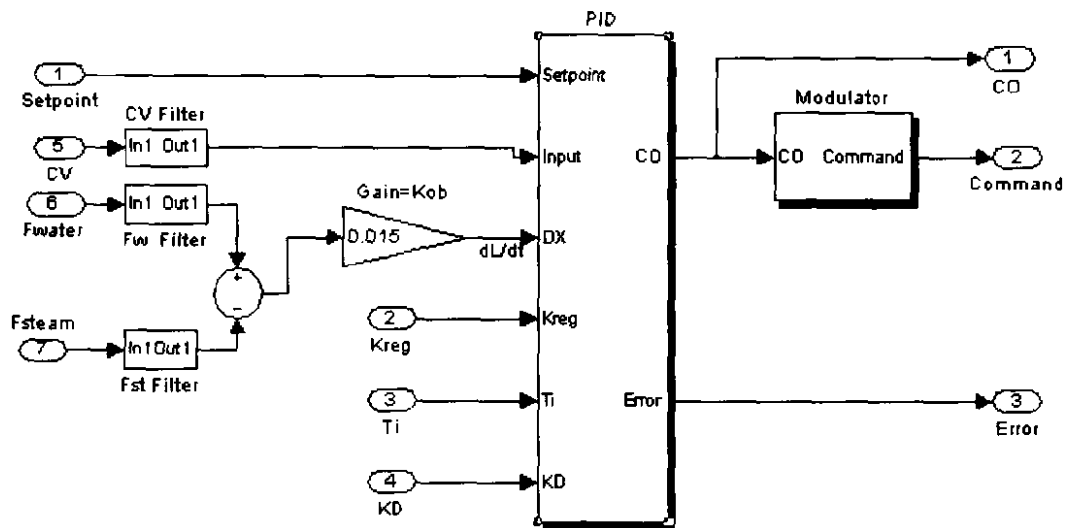 PID
1
Setpoint
Setpoint
CV Filter
5
In1 Out1
CV
Input
6
In1 Out1
Fwater
Fw Filter
+
-
Gain=Kob
0.015
dL/dt
DX
Fsteam
7
In1Out1
Fst Filter
2
Kreg
Kreg
3
Ti
Ti
4
KD
KD
CO
Modulator
CO Command
1
CO
2
Command
Error
3
Error